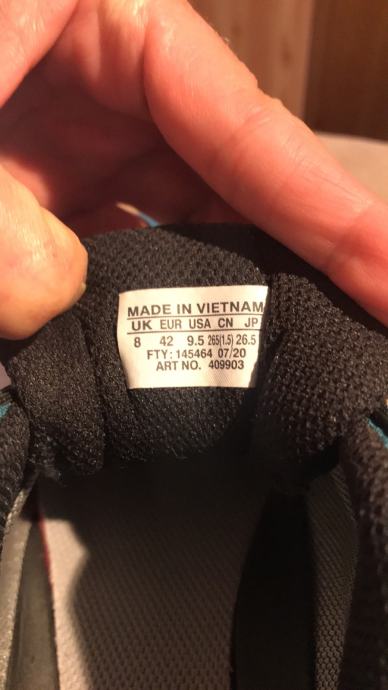 MADE IN VIETNAM
UK EUR USA CN JP
8 42 9.5 265(1.5) 26.5
FTY: 145464 07/20
ART NO. 409903